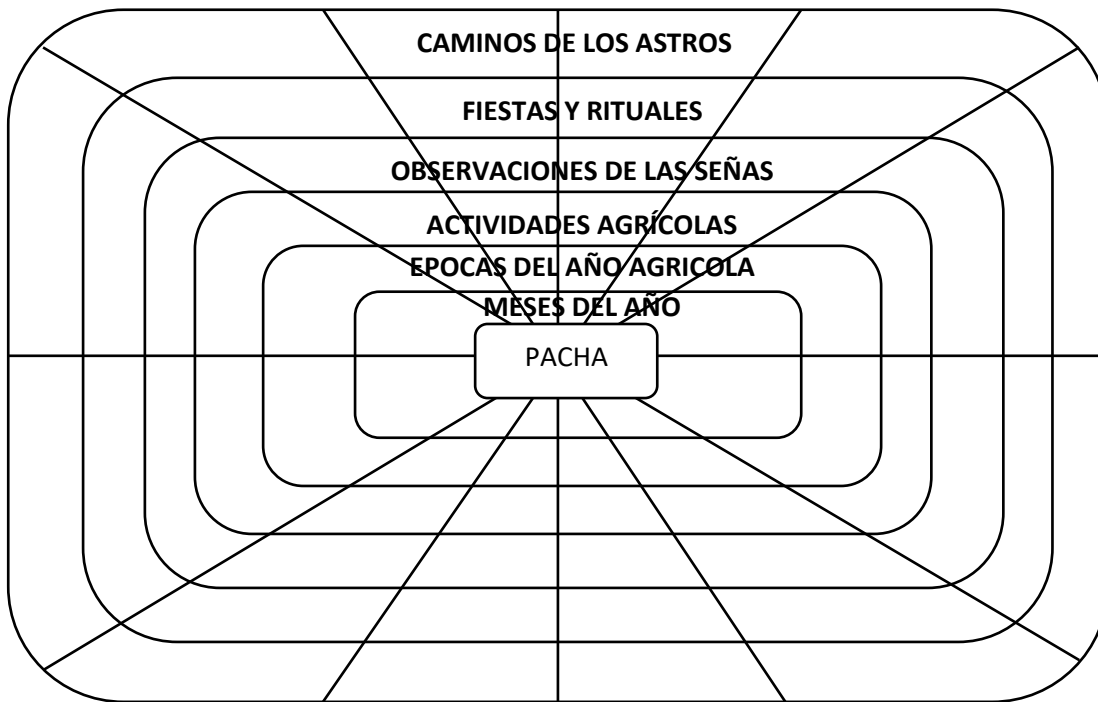 CAMINOS DE LOS ASTROS
FIESTAS Y RITUALES
OBSERVACIONES DE LAS SEÑAS
ACTIVIDADES AGRÍCOLAS
EPOCAS DEL AÑO AGRICOLA
MESES DEL AÑO
PACHA